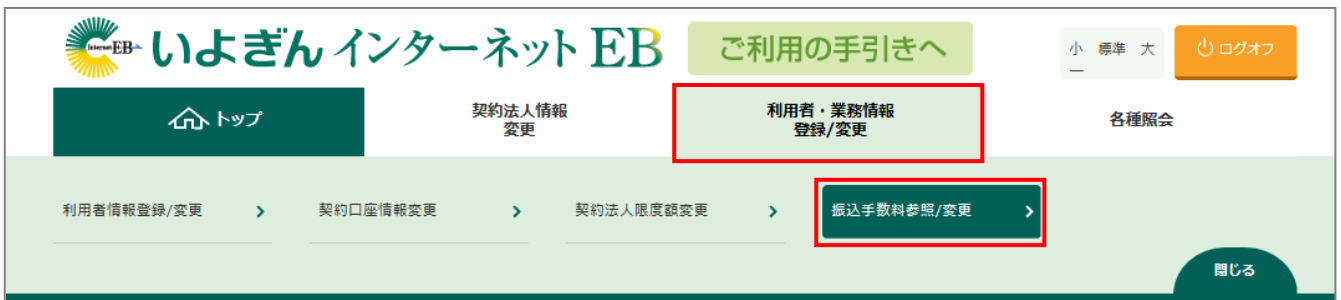 Internet EB いよぎん インターネット EB
ご利用の手引きへ
小 標準 大
ログオフ
トップ
契約法人情報
変更
利用者・業務情報
登録/変更
各種照会
利用者情報登録/変更
契約口座情報変更
契約法人限度額変更
振込手数料参照/変更
閉じる